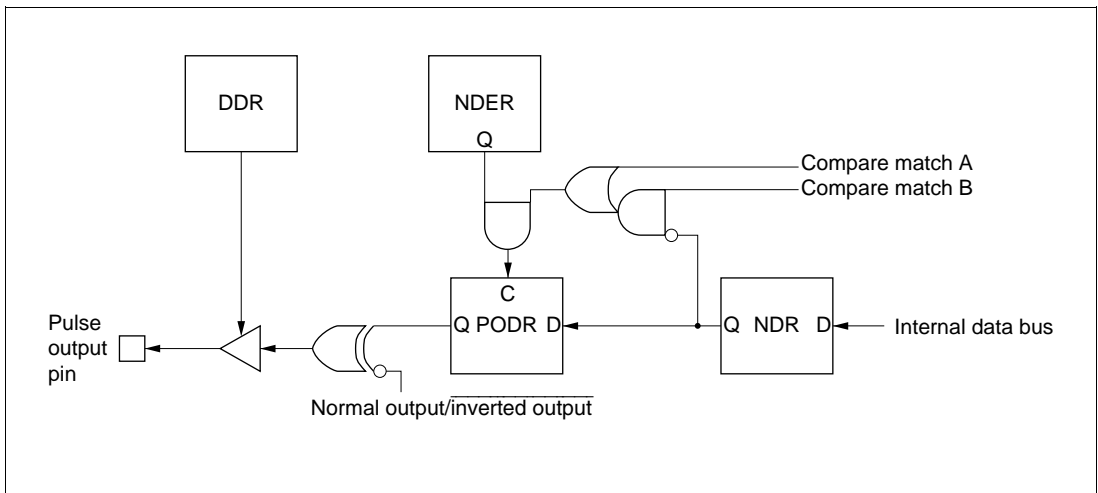 DDR
NDER
Q
Compare match A
Compare match B
C
Q PODR D
Q NDR D
Internal data bus
Pulse
output
pin
Normal output/inverted output